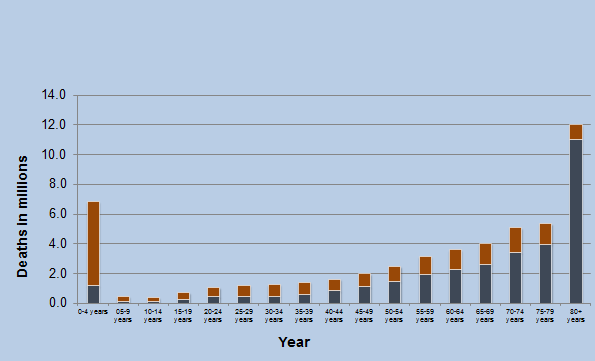 14.0
12.0
10.0
8.0
6.0
4.0
2.0
0.0
Deaths in millions
0-4 years
05-9
years
10-14
years
15-19
years
20-24
years
25-29
years
30-34
years
35-39
years
40-44
years
45-49
years
50-54
years
55-59
years
60-64
years
65-69
years
70-74
years
75-79
years
80+
years
Year